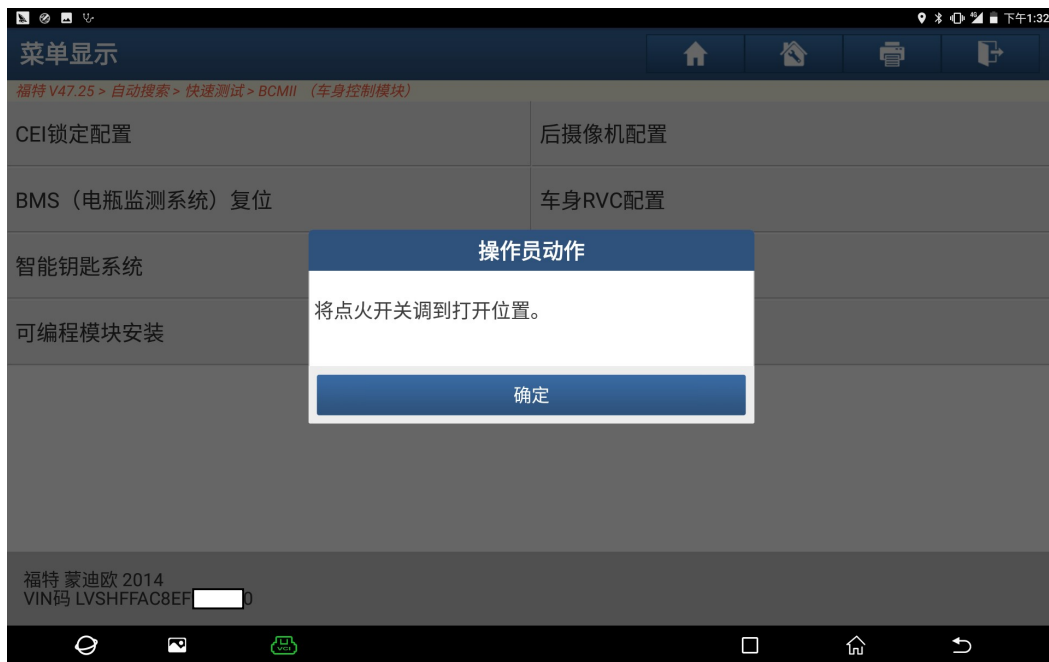 4G 下午1:32
菜单显示
福特 V47.25 > 自动搜索 > 快速测试 > BCMII （车身控制模块）
CEI锁定配置
后摄像机配置
BMS（电瓶监测系统）复位
车身RVC配置
操作员动作
智能钥匙系统
将点火开关调到打开位置。
可编程模块安装
确定
福特 蒙迪欧 2014
VIN码 LVSHFFAC8EF 0
VCI